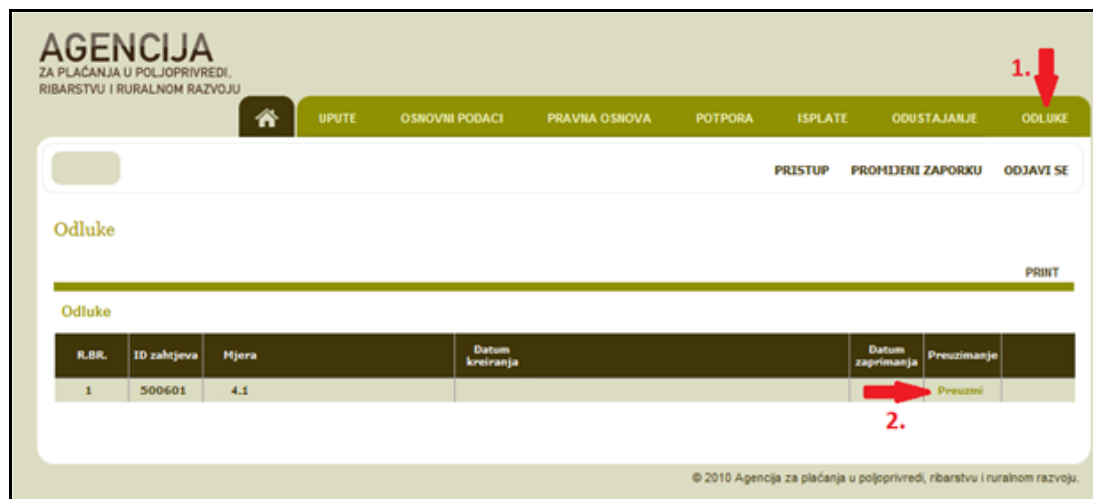 AGENCIJA
ZA PLAĆANJA U POLJOPRIVREDI,
RIBARSTVU I RURALNOM RAZVOJU
1.
UPUTE OSNOVNI PODACI PRAVNA OSNOVA POTPORA ISPLATE ODUSTAJANJE ODLUKE
PRISTUP PROMIJENI ZAPORKU ODJAVI SE
Odluke
PRINT
Odluke
R.BR. ID zahtjeva Mjera Datum kreiranja Datum zaprimanja Preuzimanje
1 500601 4.1 Preuzmi
2.
© 2010 Agencija za plaćanja u poljoprivredi, ribarstvu i ruralnom razvoju.